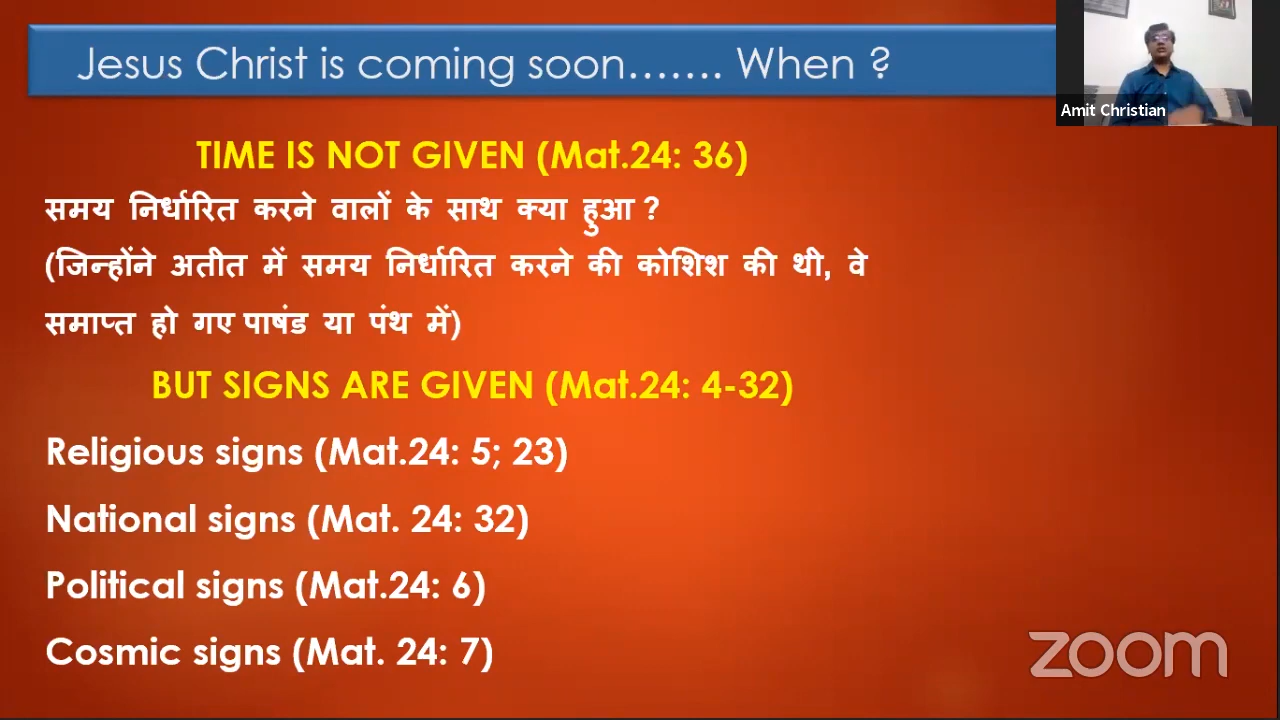 Jesus Christ is coming soon....... When ?
Amit Christian
TIME IS NOT GIVEN (Mat.24: 36)
समय निर्धारित करने वालों के साथ क्या हुआ ?
(जिन्होंने अतीत में समय निर्धारित करने की कोशिश की थी, वे
समाप्त हो गए पाषंड या पंथ में)
BUT SIGNS ARE GIVEN (Mat.24: 4-32)
Religious signs (Mat.24: 5; 23)
National signs (Mat. 24: 32)
Political signs (Mat.24: 6)
Cosmic signs (Mat. 24: 7)
zoom